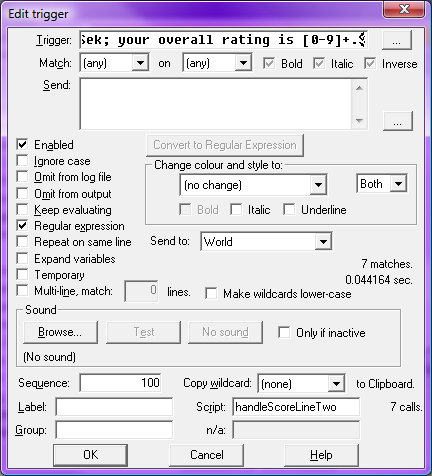 Edit trigger
Trigger: Sek; your overall rating is [0-9]+.
...
Match: (any) on (any) Bold Italic Inverse
Send:
...
Enabled Convert to Regular Expression
Ignore case
Omit from log file Change colour and style to:
Omit from output (no change) Both
Keep evaluating Bold Italic Underline
Regular expression
Repeat on same line Send to: World
Expand variables 7 matches.
Temporary 0.044164 sec.
Multi-line, match: 0 lines. Make wildcards lower-case
Sound
Browse... Test No sound Only if inactive
(No sound)
Sequence: 100 Copy wildcard: (none) to Clipboard.
Label: Script: handleScoreLineTwo 7 calls.
Group: n/a:
OK Cancel Help